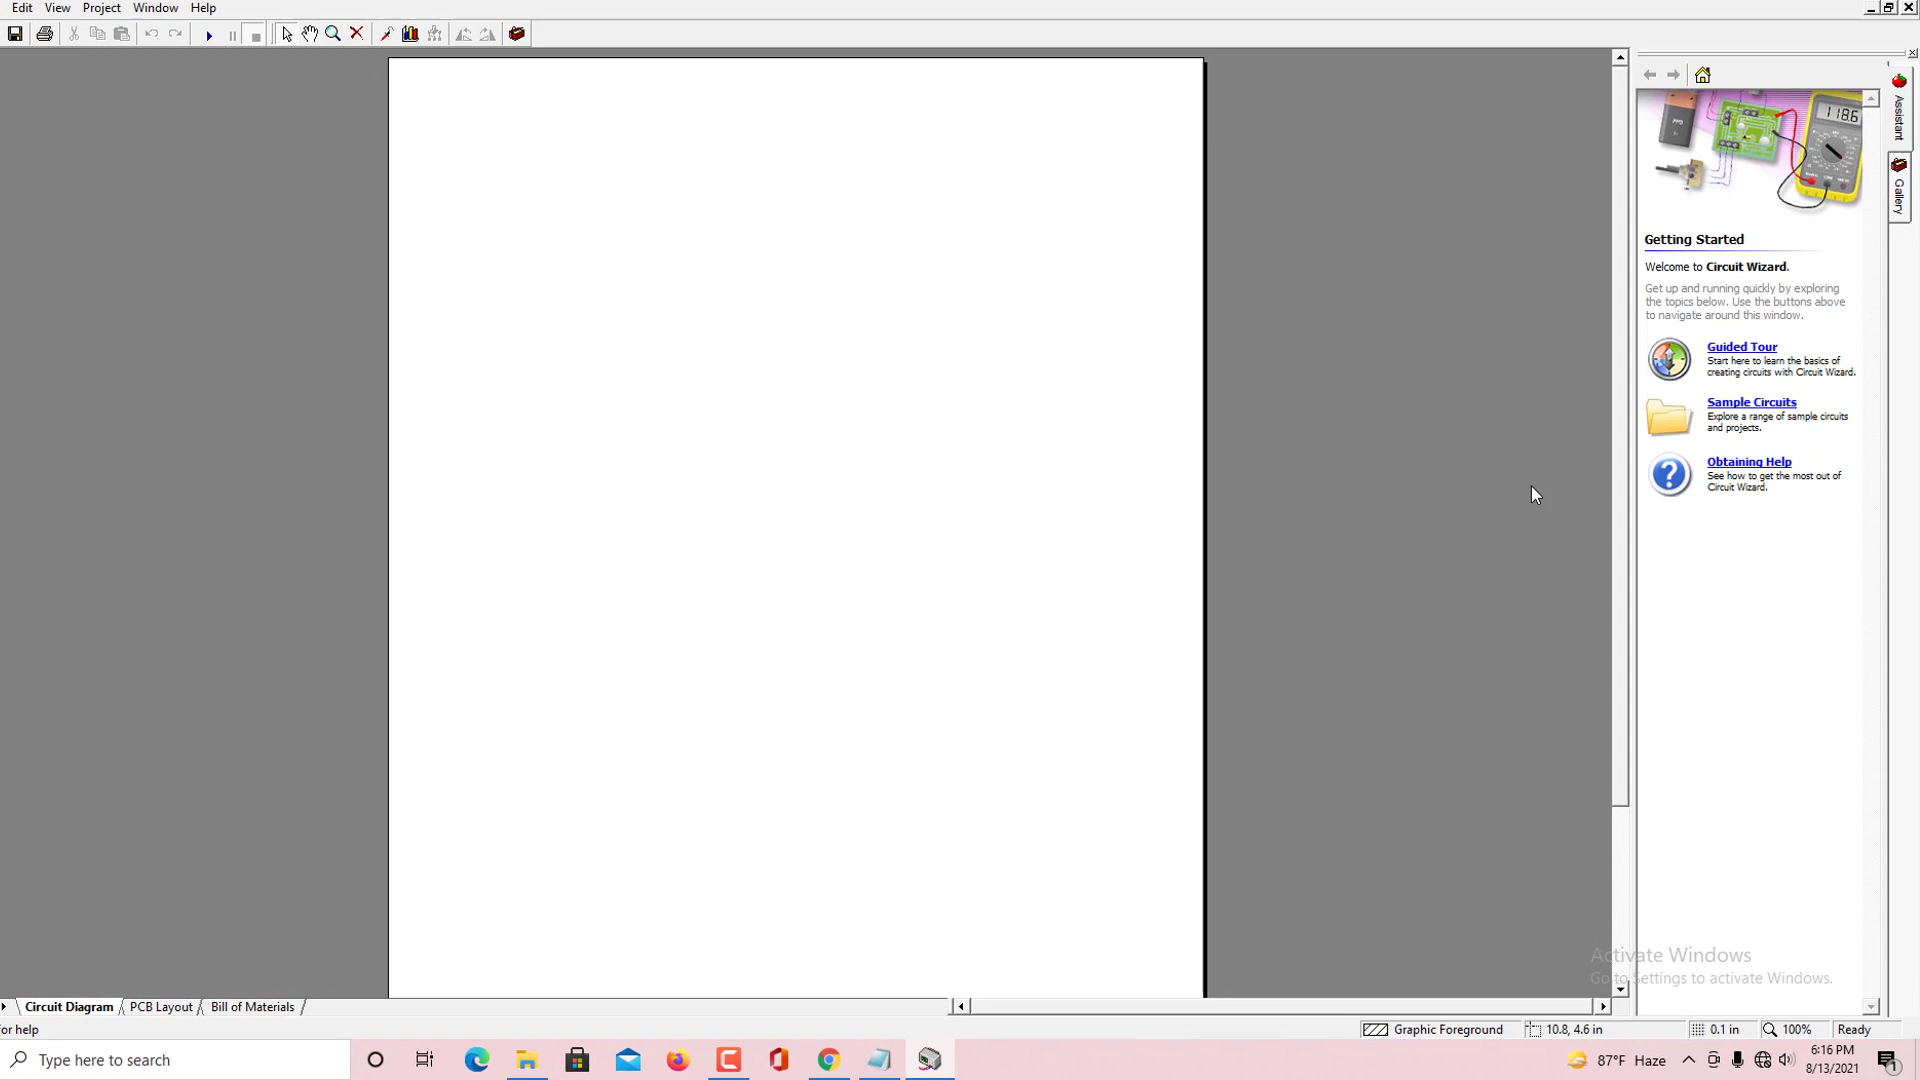 Edit View Project Window Help
Assistant
118.6
PP3
Gallery
Getting Started
Welcome to Circuit Wizard.
Get up and running quickly by exploring
the topics below. Use the buttons above
to navigate around this window.
Guided Tour
Start here to learn the basics of
creating circuits with Circuit Wizard.
Sample Circuits
Explore a range of sample circuits
and projects.
Obtaining Help
See how to get the most out of
Circuit Wizard.
Activate Windows
Go to Settings to activate Windows.
Circuit Diagram PCB Layout Bill of Materials
or help
Graphic Foreground 10.8, 4.6 in 0.1 in 100% Ready
Type here to search
87°F Haze
6:16 PM
8/13/2021
1